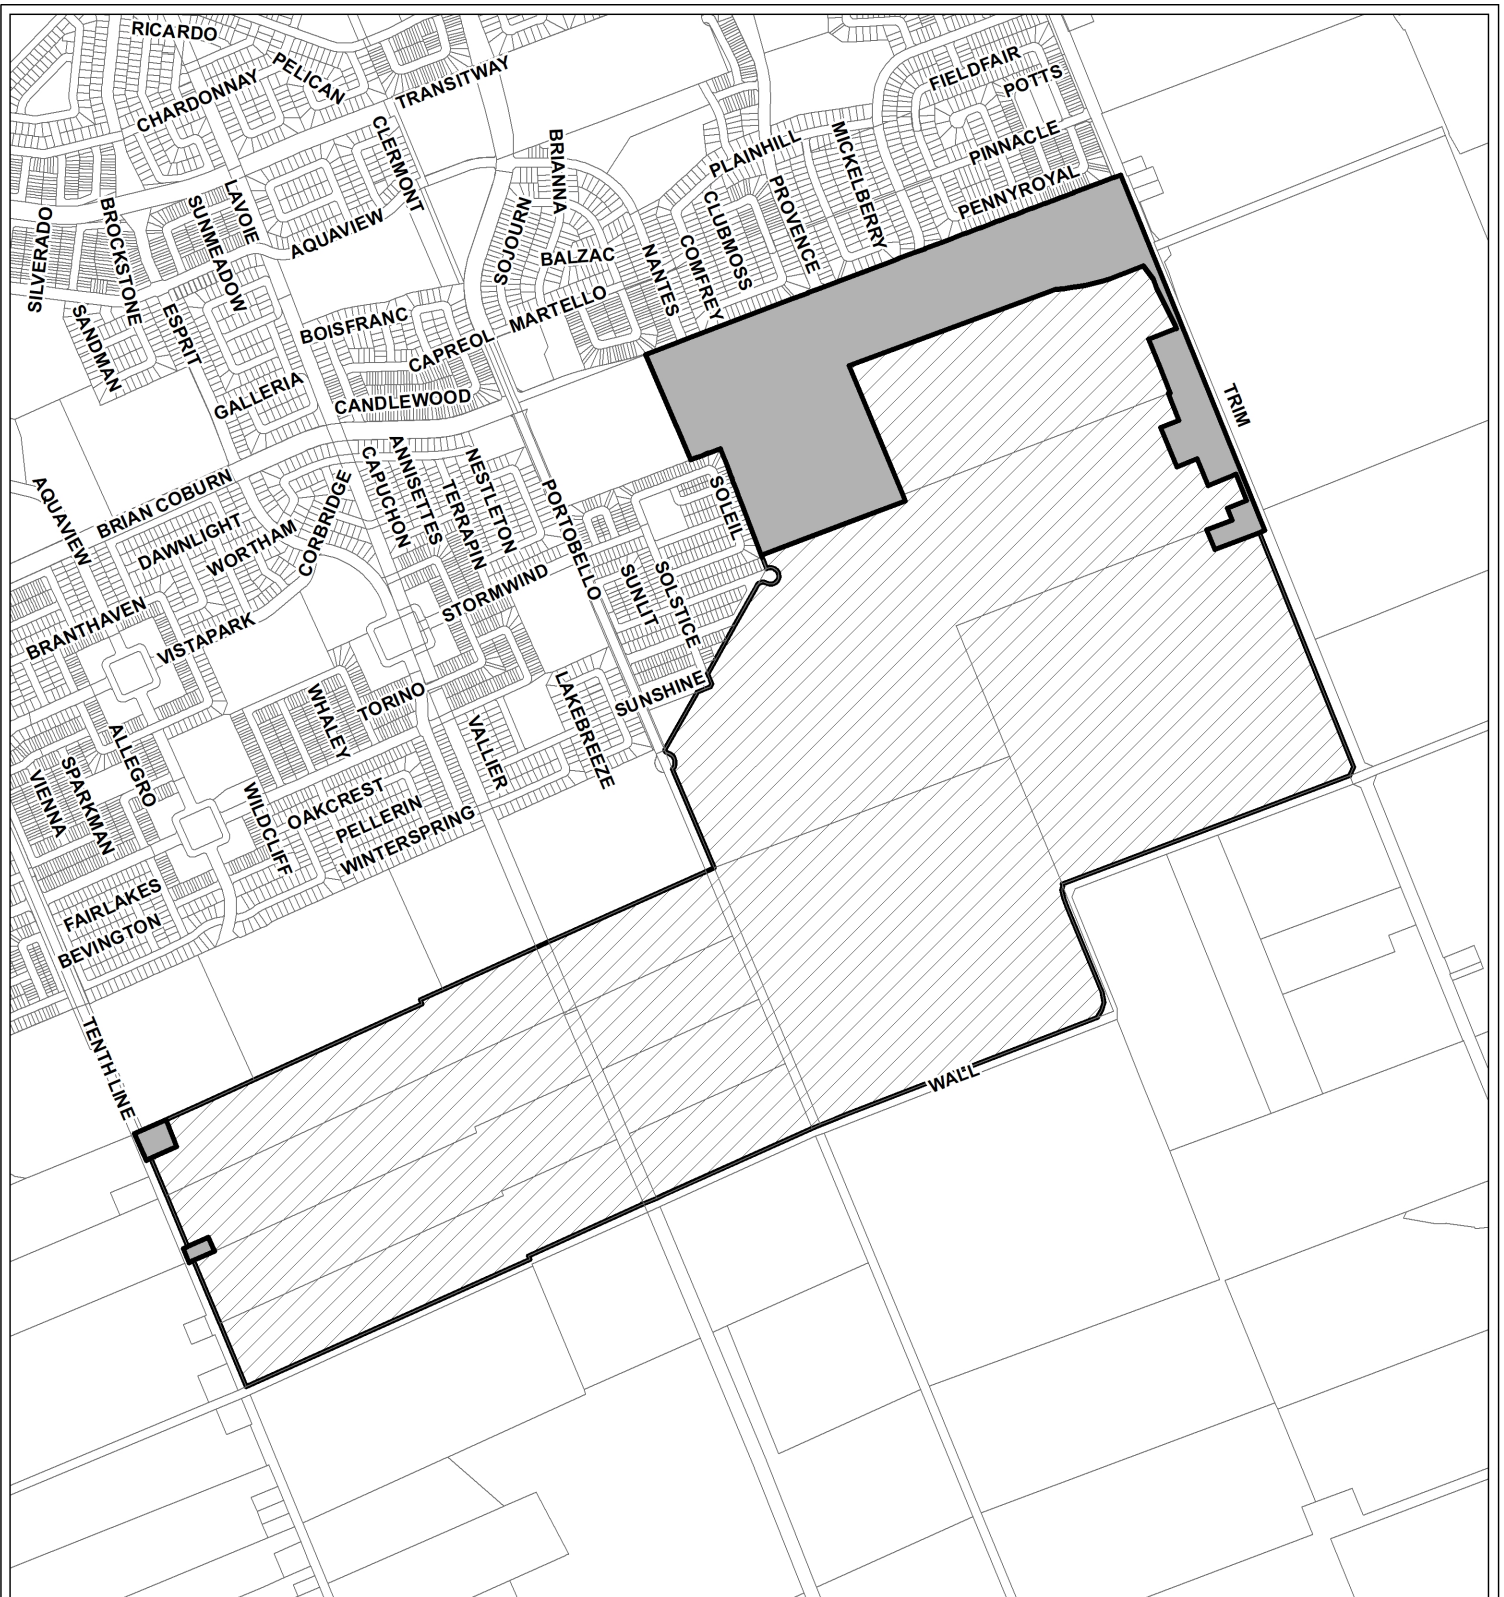 RICARDO
PELICAN
FIELDFAIR
TRANSITWAY
POTTS
CHARDONNAY
CLERMONT
BRIANNA
PLAINHILL
MICKELBERRY
PINNACLE
LAVOIE
SUNMEADOW
BROCKSTONE
SILVERADO
AQUAVIEW
SOJOURN
CLUBMOSS
PROVENCE
PENNYROYAL
BALZAC
NANTES
COMFREY
SANDMAN
ESPRIT
BOISFRANC
MARTELLO
CAPREOL
GALLERIA
CANDLEWOOD
TRIM
AQUAVIEW
BRIAN COBURN
CORBRIDGE
CAPUCHON
ANNISETTES
TERRAPIN
NESTLETON
PORTOBELLO
SOLEIL
DAWNLIGHT
WORTHAM
STORMWIND
SUNLIT
SOLSTICE
BRANTHAVEN
VISTAPARK
WHALEY
TORINO
LAKEBREEZE
SUNSHINE
VALLIER
ALLEGRO
SPARKMAN
VIENNA
WILDCLIFF
OAKCREST
PELLERIN
WINTERSPRING
FAIRLAKES
BEVINGTON
TENTH LINE
WALL